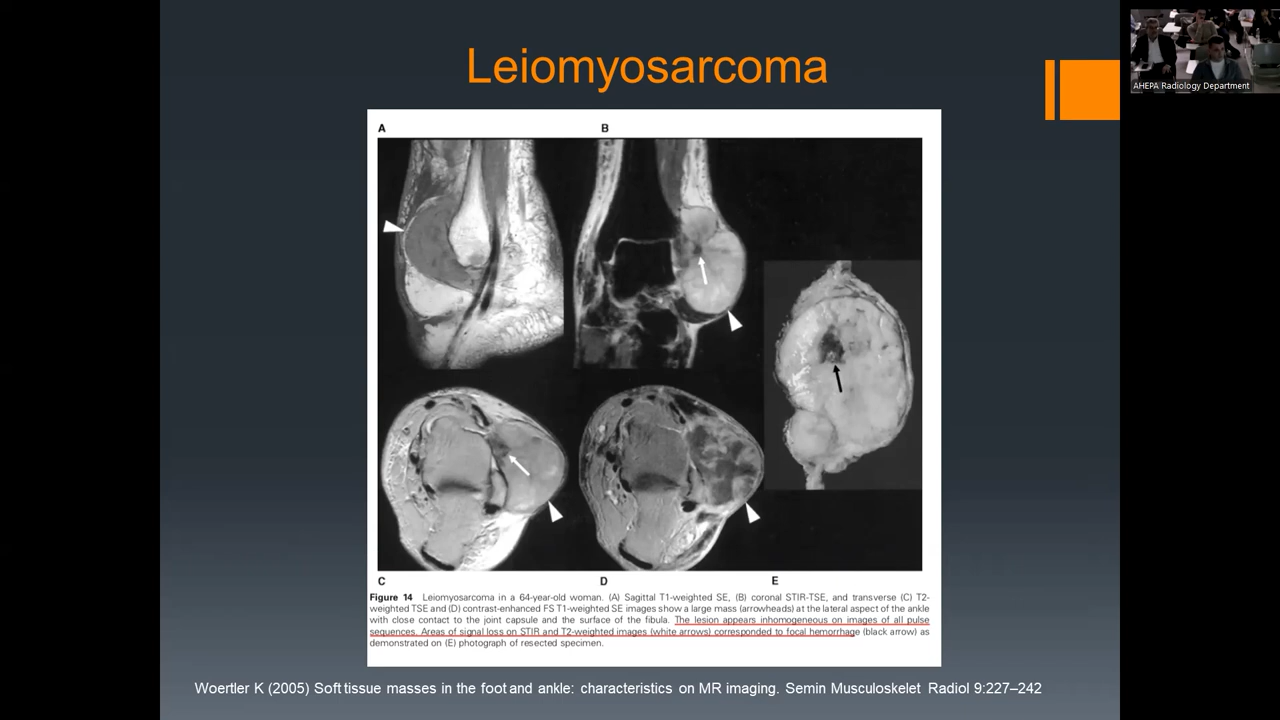 Leiomyosarcoma
AHEPA Radiology Department
A
B
C
D
E
Figure 14 Leiomyosarcoma in a 64-year-old woman. (A) Sagittal T1-weighted SE, (B) coronal STIR-TSE, and transverse (C) T2-
weighted TSE and (D) contrast-enhanced FS T1-weighted SE images show a large mass (arrowheads) at the lateral aspect of the ankle
with close contact to the joint capsule and the surface of the fibula. The lesion appears inhomogeneous on images of all pulse
sequences. Areas of signal loss on STIR and T2-weighted images (white arrows) corresponded to focal hemorrhage (black arrow) as
demonstrated on (E) photograph of resected specimen.
Woertler K (2005) Soft tissue masses in the foot and ankle: characteristics on MR imaging. Semin Musculoskelet Radiol 9:227–242